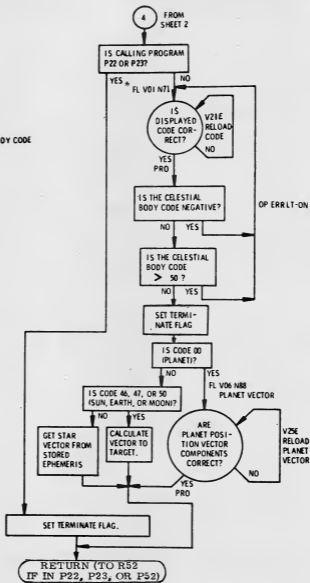 4
FROM
SHEET 2
IS CALLING PROGRAM
P22 OR P23?
YES *
NO
FL V01 N71
IS
DISPLAYED
CODE COR-
RECT?
V21E
RELOAD
CODE
NO
YES
PRO
ODY CODE
IS THE CELESTIAL
BODY CODE NEGATIVE?
OP ERR LT-ON
NO
YES
IS THE CELESTIAL
BODY CODE
> 50 ?
NO
YES
SET TERMI-
NATE FLAG
IS CODE 00
(PLANET)?
NO
YES
FL V06 N88
PLANET VECTOR
IS CODE 46, 47, OR 50
(SUN, EARTH, OR MOON)?
NO
YES
GET STAR
VECTOR FROM
STORED
EPHEMERIS
CALCULATE
VECTOR TO
TARGET.
ARE
PLANET POSI-
TION VECTOR
COMPONENTS
CORRECT?
V25E
RELOAD
PLANET
VECTOR
NO
YES
PRO
SET TERMINATE FLAG.
RETURN (TO R52
IF IN P22, P23, OR P52)